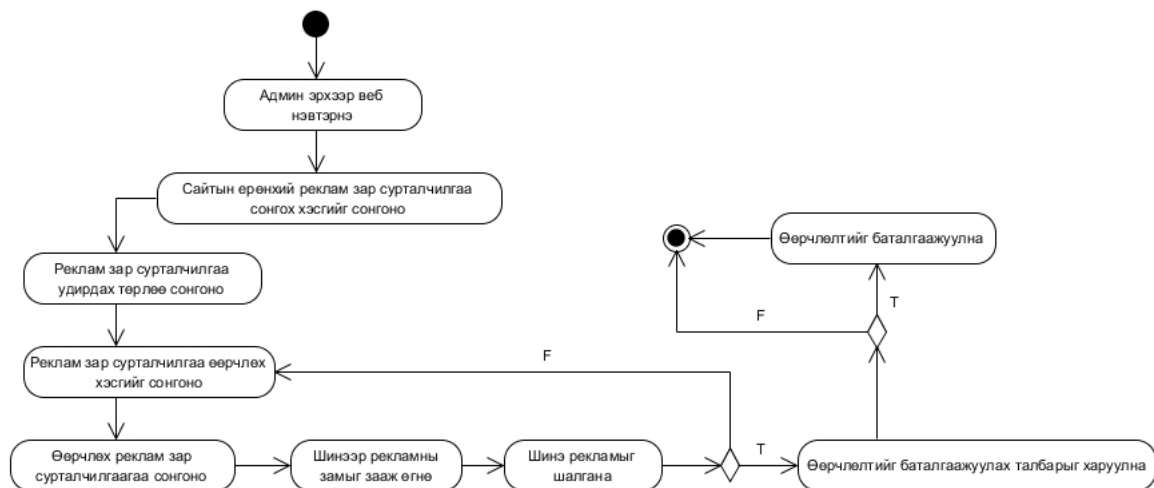 Админ эрхээр веб
нэвтэрнэ
Сайтын ерөнхий реклам зар сурталчилгаа
сонгох хэсгийг сонгоно
Реклам зар сурталчилгаа
удирдах төрлөө сонгоно
Реклам зар сурталчилгаа өөрчлөх
хэсгийг сонгоно
Өөрчлөх реклам зар
сурталчилгаагаа сонгоно
Шинээр рекламны
замыг зааж өгнө
Шинэ рекламыг
шалгана
F
T
Өөрчлөлтийг баталгаажуулах талбарыг харуулна
F
T
Өөрчлөлтийг баталгаажуулна